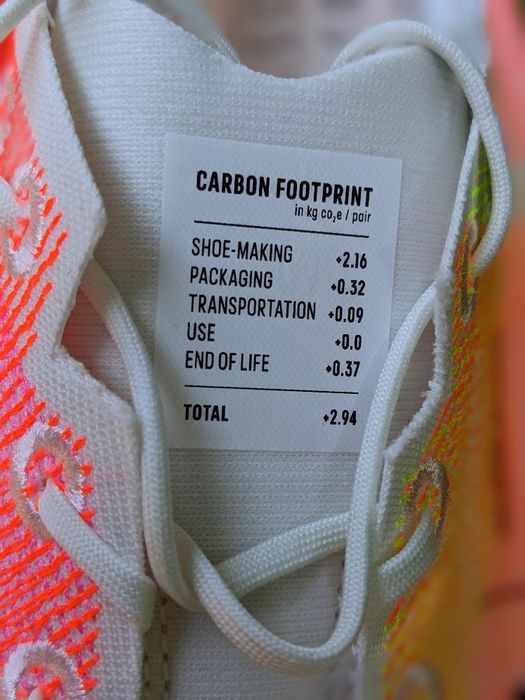 CARBON FOOTPRINT
in kg co₂e / pair
SHOE-MAKING +2.16
PACKAGING +0.32
TRANSPORTATION +0.09
USE +0.0
END OF LIFE +0.37
TOTAL +2.94